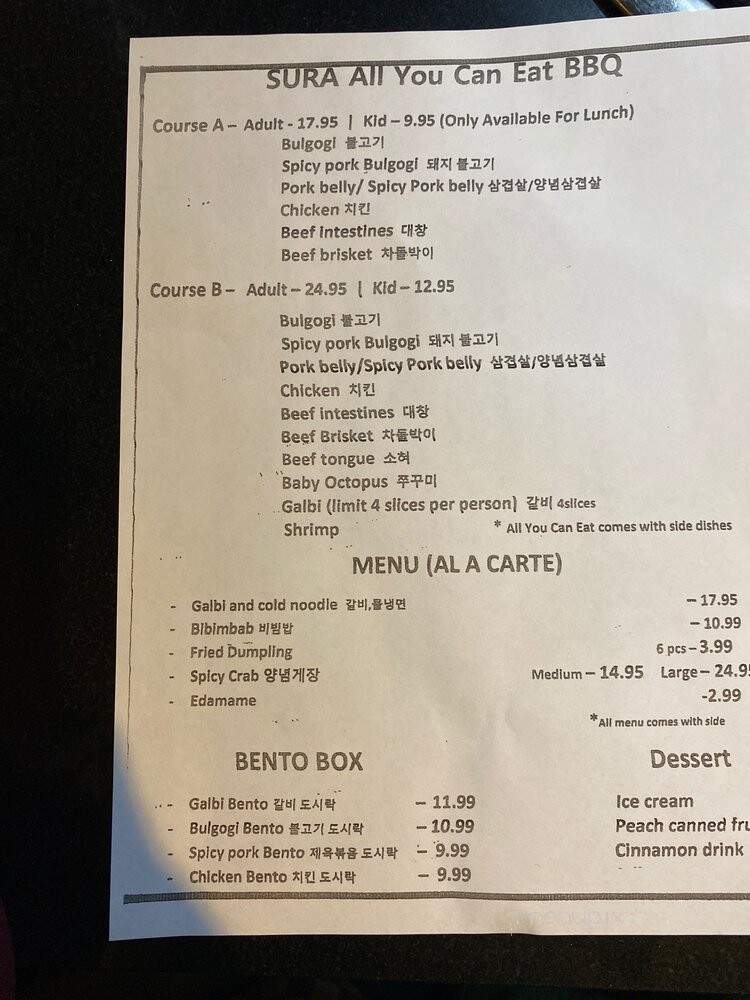 SURA All You Can Eat BBQ
Course A – Adult - 17.95 | Kid – 9.95 (Only Available For Lunch)
Bulgogi 불고기
Spicy pork Bulgogi 돼지 불고기
Pork belly/ Spicy Pork belly 삼겹살/양념삼겹살
Chicken 치킨
Beef intestines 대창
Beef brisket 차돌박이
Course B – Adult – 24.95 | Kid – 12.95
Bulgogi 불고기
Spicy pork Bulgogi 돼지 불고기
Pork belly/Spicy Pork belly 삼겹살/양념삼겹살
Chicken 치킨
Beef intestines 대창
Beef Brisket 차돌박이
Beef tongue 소혀
Baby Octopus 쭈꾸미
Galbi (limit 4 slices per person) 갈비 4slices
Shrimp * All You Can Eat comes with side dishes
MENU (AL A CARTE)
- Galbi and cold noodle 갈비,물냉면 – 17.95
- Bibimbab 비빔밥 – 10.99
- Fried Dumpling 6 pcs – 3.99
- Spicy Crab 양념게장 Medium – 14.95 Large – 24.95
- Edamame -2.99
*All menu comes with side
BENTO BOX Dessert
- Galbi Bento 갈비 도시락 – 11.99 Ice cream
- Bulgogi Bento 불고기 도시락 – 10.99 Peach canned fru
- Spicy pork Bento 제육볶음 도시락 – 9.99 Cinnamon drink
- Chicken Bento 치킨 도시락 – 9.99